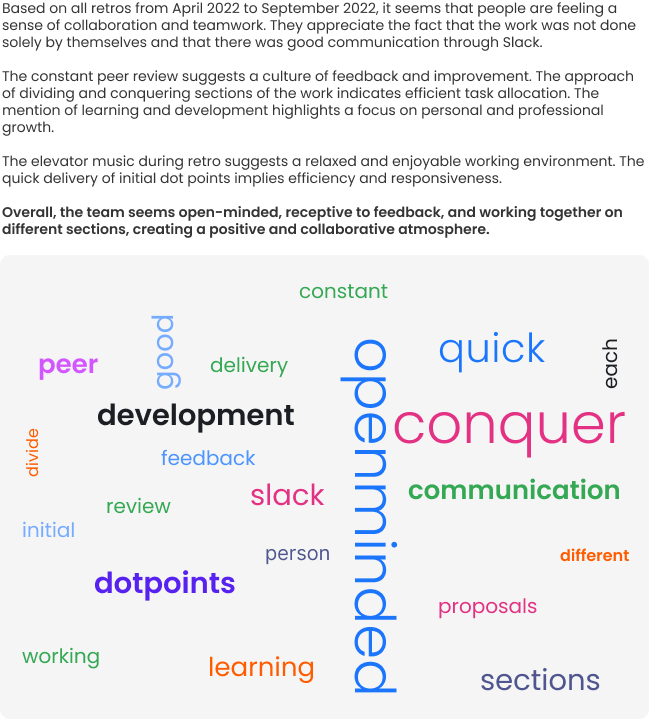 Based on all retros from April 2022 to September 2022, it seems that people are feeling a
sense of collaboration and teamwork. They appreciate the fact that the work was not done
solely by themselves and that there was good communication through Slack.
The constant peer review suggests a culture of feedback and improvement. The approach
of dividing and conquering sections of the work indicates efficient task allocation. The
mention of learning and development highlights a focus on personal and professional
growth.
The elevator music during retro suggests a relaxed and enjoyable working environment. The
quick delivery of initial dot points implies efficiency and responsiveness.
Overall, the team seems open-minded, receptive to feedback, and working together on
different sections, creating a positive and collaborative atmosphere.
constant
good
quick
each
peer
delivery
openminded
development
conquer
divide
feedback
slack
communication
review
initial
person
different
dotpoints
proposals
working
learning
sections